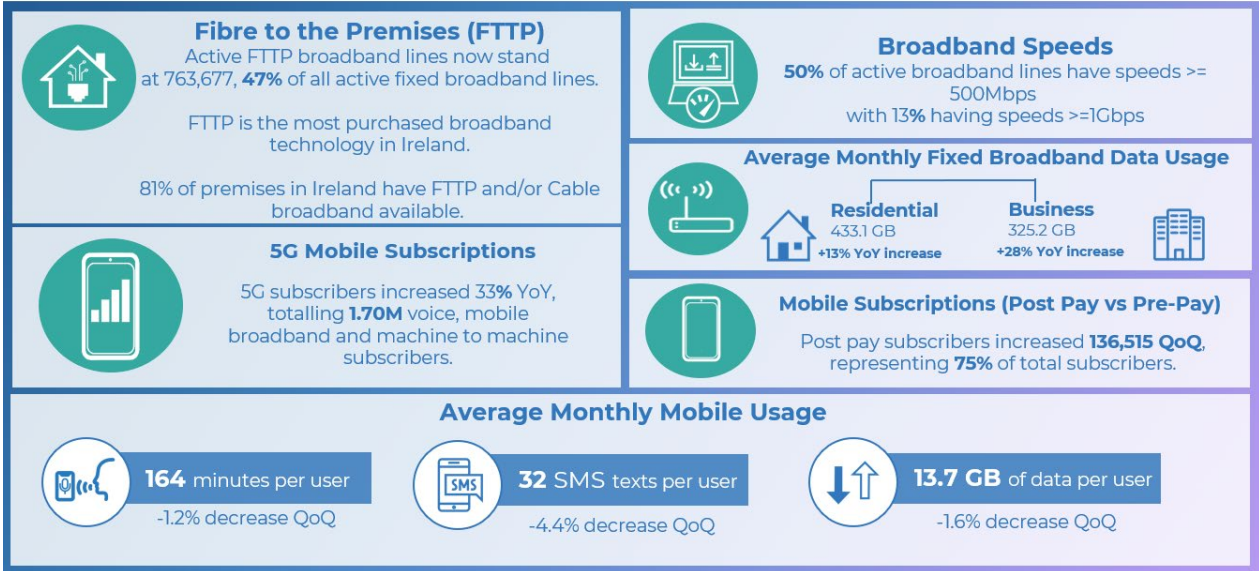 Fibre to the Premises (FTTP)
Active FTTP broadband lines now stand
at 763,677, 47% of all active fixed broadband lines.
FTTP is the most purchased broadband
technology in Ireland.
81% of premises in Ireland have FTTP and/or Cable
broadband available.
Broadband Speeds
50% of active broadband lines have speeds >=
500Mbps
with 13% having speeds >=1Gbps
Average Monthly Fixed Broadband Data Usage
Residential
433.1 GB
+13% YoY increase
Business
325.2 GB
+28% YoY increase
5G Mobile Subscriptions
5G subscribers increased 33% YoY,
totalling 1.70M voice, mobile
broadband and machine to machine
subscribers.
Mobile Subscriptions (Post Pay vs Pre-Pay)
Post pay subscribers increased 136,515 QoQ,
representing 75% of total subscribers.
Average Monthly Mobile Usage
164 minutes per user
-1.2% decrease QoQ
SMS
32 SMS texts per user
-4.4% decrease QoQ
13.7 GB of data per user
-1.6% decrease QoQ